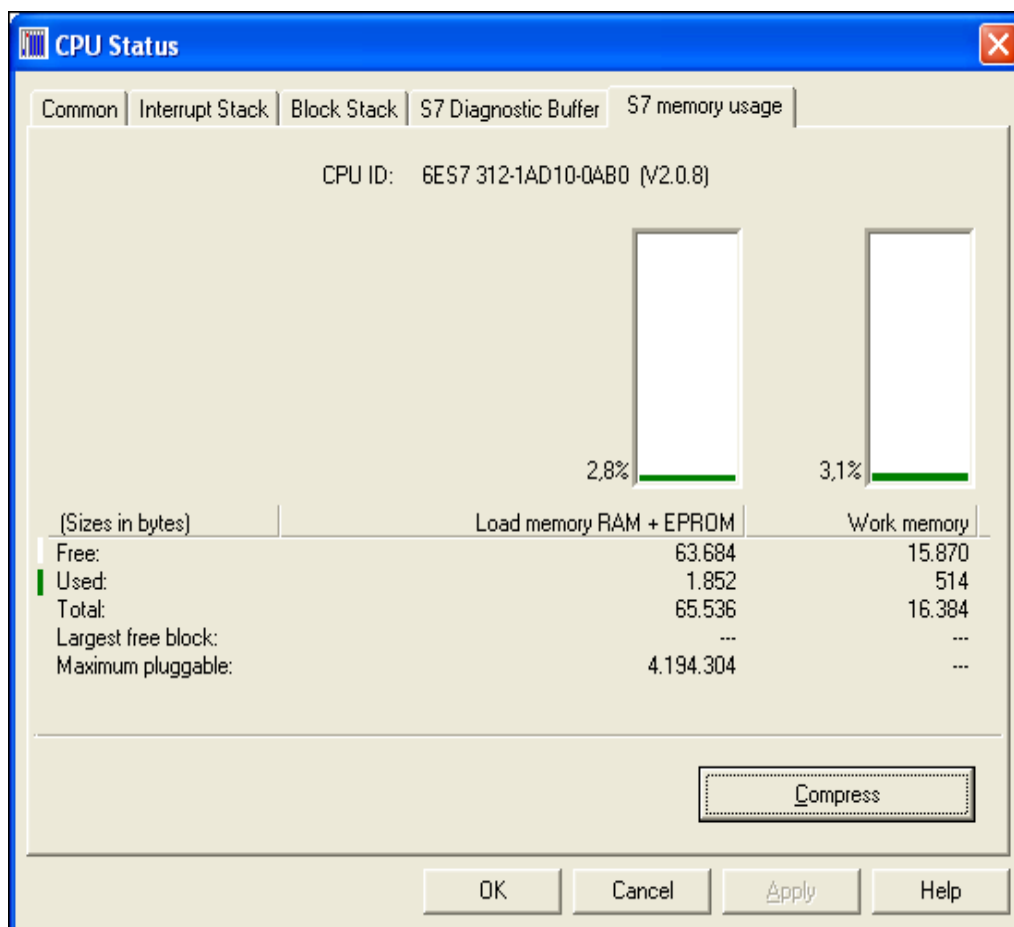 CPU Status
Common Interrupt Stack Block Stack S7 Diagnostic Buffer S7 memory usage
CPU ID: 6ES7 312-1AD10-0AB0 (V2.0.8)
2,8% 3,1%
(Sizes in bytes) Load memory RAM + EPROM Work memory
Free: 63.684 15.870
Used: 1.852 514
Total: 65.536 16.384
Largest free block: --- ---
Maximum pluggable: 4.194.304 ---
Compress
OK Cancel Apply Help